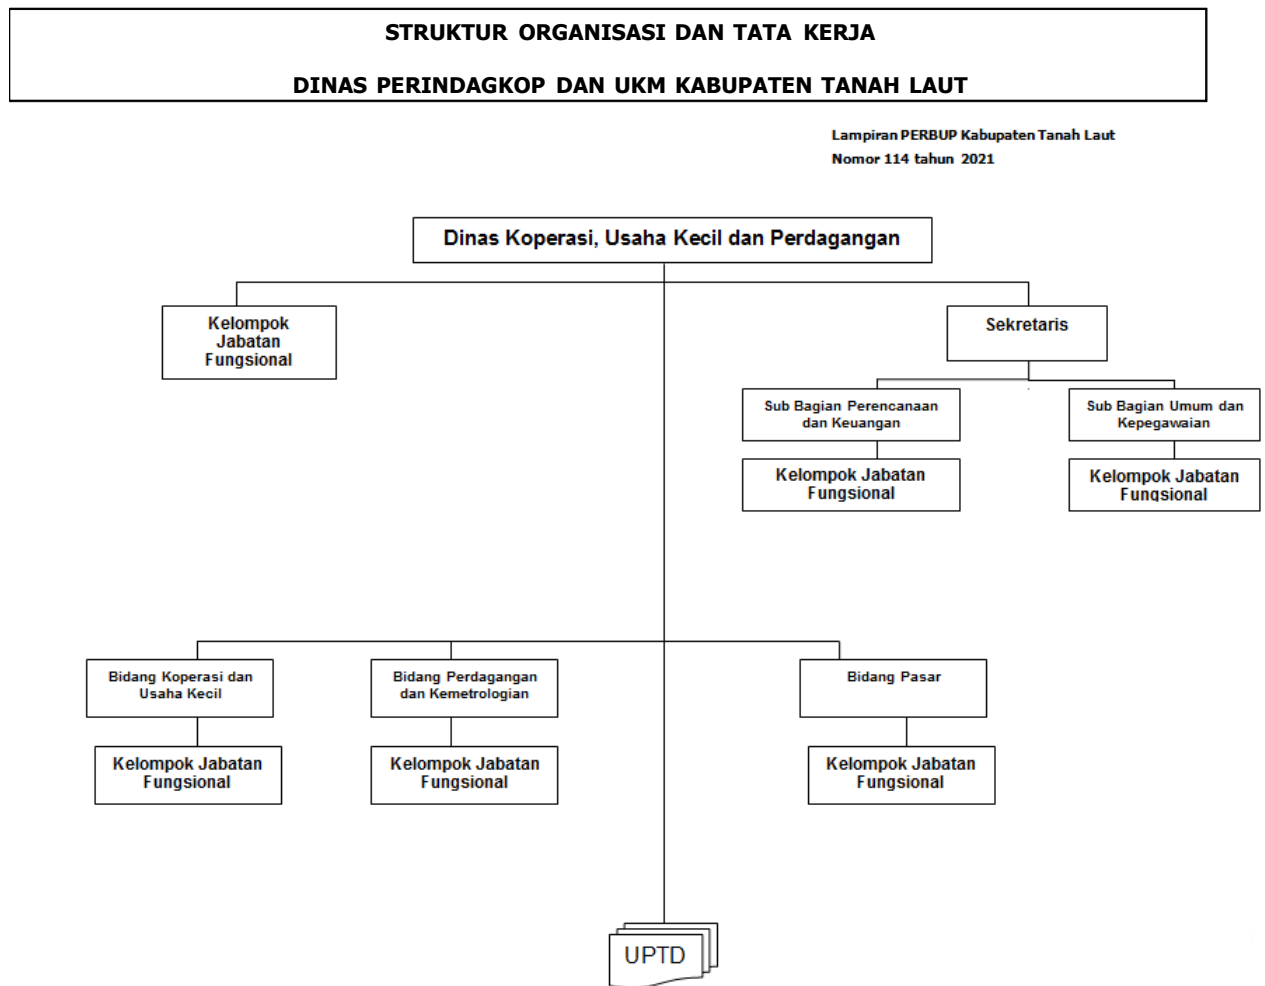 STRUKTUR ORGANISASI DAN TATA KERJA
DINAS PERINDAGKOP DAN UKM KABUPATEN TANAH LAUT
Lampiran PERBUP Kabupaten Tanah Laut
Nomor 114 tahun 2021
Dinas Koperasi, Usaha Kecil dan Perdagangan
Kelompok
Jabatan
Fungsional
Sekretaris
Sub Bagian Perencanaan
dan Keuangan
Sub Bagian Umum dan
Kepegawaian
Kelompok Jabatan
Fungsional
Kelompok Jabatan
Fungsional
Bidang Koperasi dan
Usaha Kecil
Bidang Perdagangan
dan Kemetrologian
Bidang Pasar
Kelompok Jabatan
Fungsional
Kelompok Jabatan
Fungsional
Kelompok Jabatan
Fungsional
UPTD